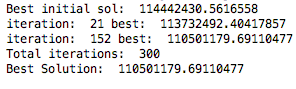 Best initial sol:  114442430.5616558
iteration:  21 best:  113732492.40417857
iteration:  152 best:  110501179.69110477
Total iterations:  300
Best Solution:  110501179.69110477